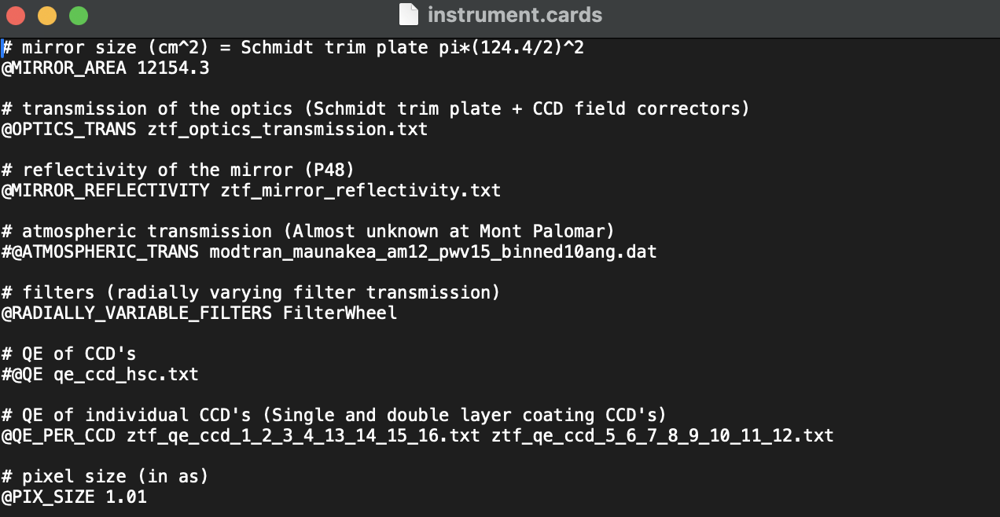 instrument.cards
# mirror size (cm^2) = Schmidt trim plate pi*(124.4/2)^2
@MIRROR_AREA 12154.3
# transmission of the optics (Schmidt trim plate + CCD field correctors)
@OPTICS_TRANS ztf_optics_transmission.txt
# reflectivity of the mirror (P48)
@MIRROR_REFLECTIVITY ztf_mirror_reflectivity.txt
# atmospheric transmission (Almost unknown at Mont Palomar)
#@ATMOSPHERIC_TRANS modtran_maunakea_am12_pwv15_binned10ang.dat
# filters (radially varying filter transmission)
@RADIALLY_VARIABLE_FILTERS FilterWheel
# QE of CCD's
#@QE qe_ccd_hsc.txt
# QE of individual CCD's (Single and double layer coating CCD's)
@QE_PER_CCD ztf_qe_ccd_1_2_3_4_13_14_15_16.txt ztf_qe_ccd_5_6_7_8_9_10_11_12.txt
# pixel size (in as)
@PIX_SIZE 1.01